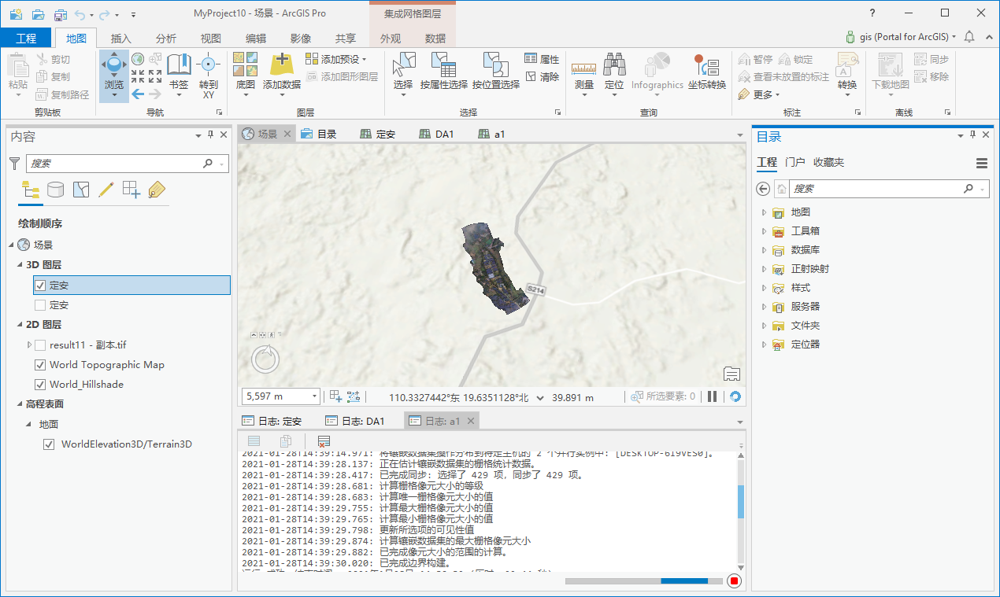 MyProject10 - 场景 - ArcGIS Pro
集成网格图层
?
工程 地图 插入 分析 视图 编辑 影像 共享 外观 数据
gis (Portal for ArcGIS)
粘贴 剪切 复制 复制路径
剪贴板
浏览 书签 转到 XY
导航
底图 添加数据 添加预设 添加图形图层
图层
选择 按属性选择 按位置选择 属性 清除
选择
测量 定位 Infographics 坐标转换
查询
暂停 锁定 查看未放置的标注 更多 转换
标注
下载地图 同步 移除
离线
内容
搜索
绘制顺序
场景
3D 图层
定安
定安
2D 图层
result11 - 副本.tif
World Topographic Map
World_Hillshade
高程表面
地面
WorldElevation3D/Terrain3D
场景 目录 定安 DA1 a1
S214
5,597 m 110.3327442°东 19.6351128°北 39.891 m 所选要素: 0
日志: 定安 日志: DA1 日志: a1
2021-01-28T14:39:14.971: 将镶嵌数据集操作分布到特定主机的 2 个并行实例中: [DESKTOP-6I9VES0]。
2021-01-28T14:39:28.137: 正在估计镶嵌数据集的栅格统计数据。
2021-01-28T14:39:28.417: 已完成同步: 选择了 429 项, 同步了 429 项。
2021-01-28T14:39:28.681: 计算栅格像元大小的等级
2021-01-28T14:39:28.683: 计算唯一栅格像元大小的值
2021-01-28T14:39:29.755: 计算最大栅格像元大小的值
2021-01-28T14:39:29.765: 计算最小栅格像元大小的值
2021-01-28T14:39:29.798: 更新所选项的可见性值
2021-01-28T14:39:29.874: 计算镶嵌数据集的最大栅格像元大小
2021-01-28T14:39:29.882: 已完成像元大小的范围的计算。
2021-01-28T14:39:30.020: 已完成边界构建。
目录
工程 门户 收藏夹
搜索
地图
工具箱
数据库
正射映射
样式
服务器
文件夹
定位器